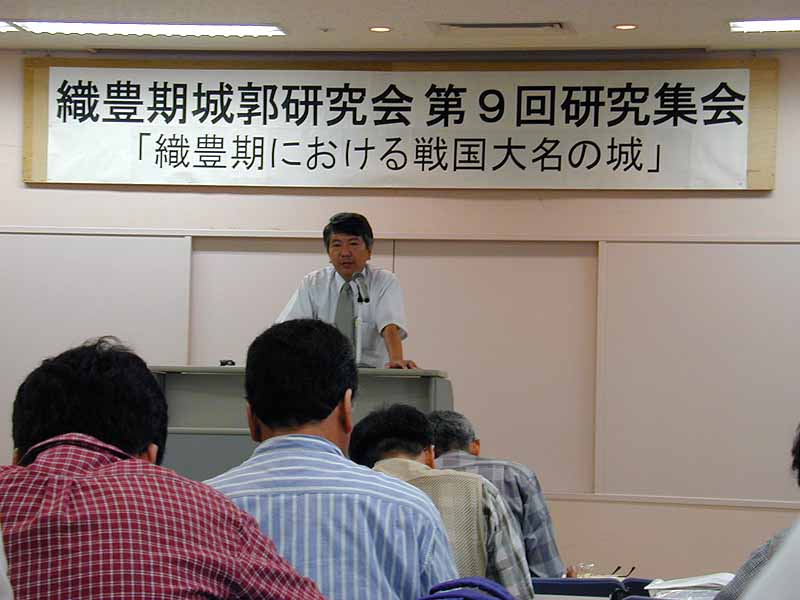 織豊期城郭研究会 第９回研究集会
「織豊期における戦国大名の城」